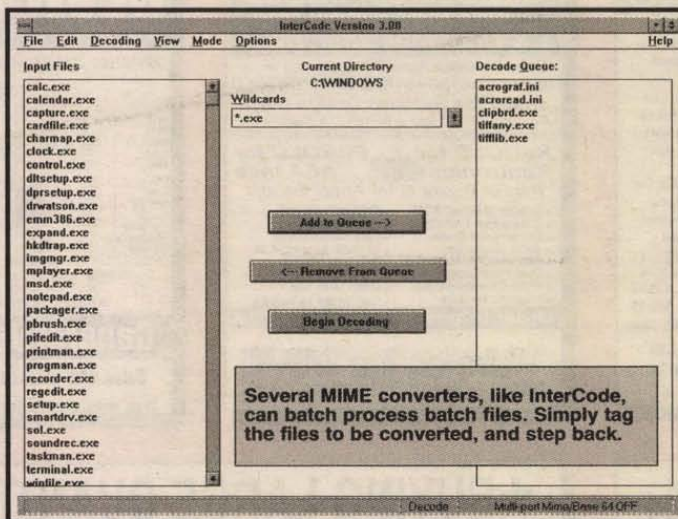 InterCode Version 3.00
File Edit Decoding View Mode Options Help
Input Files
calc.exe
calendar.exe
capture.exe
cardfile.exe
charmap.exe
clock.exe
control.exe
dltsetup.exe
dprsetup.exe
drwatson.exe
emm386.exe
expand.exe
hkdtrap.exe
imgmgr.exe
mplayer.exe
msd.exe
notepad.exe
packager.exe
pbrush.exe
pifedit.exe
printman.exe
progman.exe
recorder.exe
regedit.exe
setup.exe
smartdrv.exe
sol.exe
soundrec.exe
taskman.exe
terminal.exe
winfile.exe
Current Directory
C:\WINDOWS
Wildcards
*.exe
Add to Queue -->
<-- Remove From Queue
Begin Decoding
Decode Queue:
acrograf.ini
acroread.ini
clipbrd.exe
tiffany.exe
tifflib.exe
Several MIME converters, like InterCode,
can batch process batch files. Simply tag
the files to be converted, and step back.
Decode Multi-part Mime/Base 64 OFF